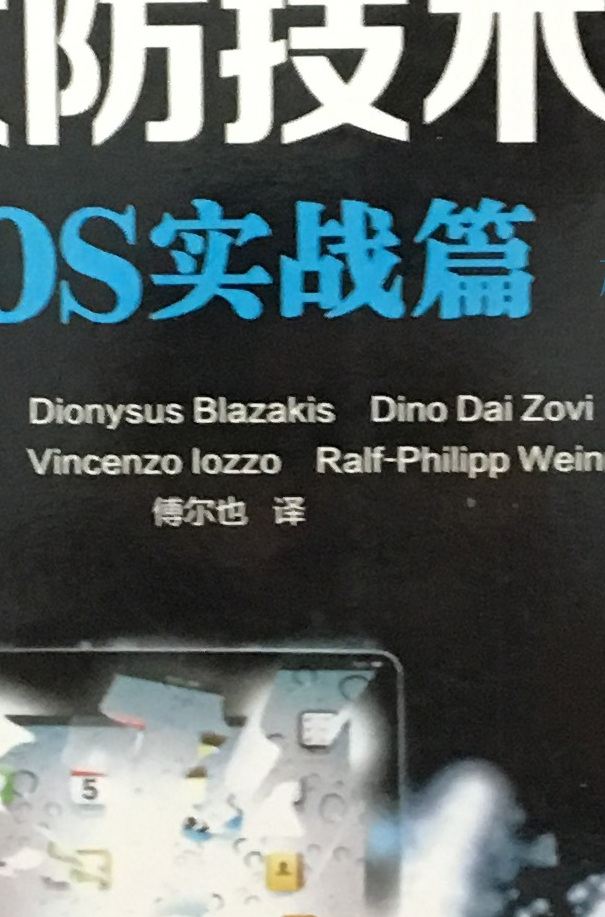 防技术
OS实战篇
Dionysus Blazakis Dino Dai Zovi
Vincenzo Iozzo Ralf-Philipp Wein
傅尔也 译
5